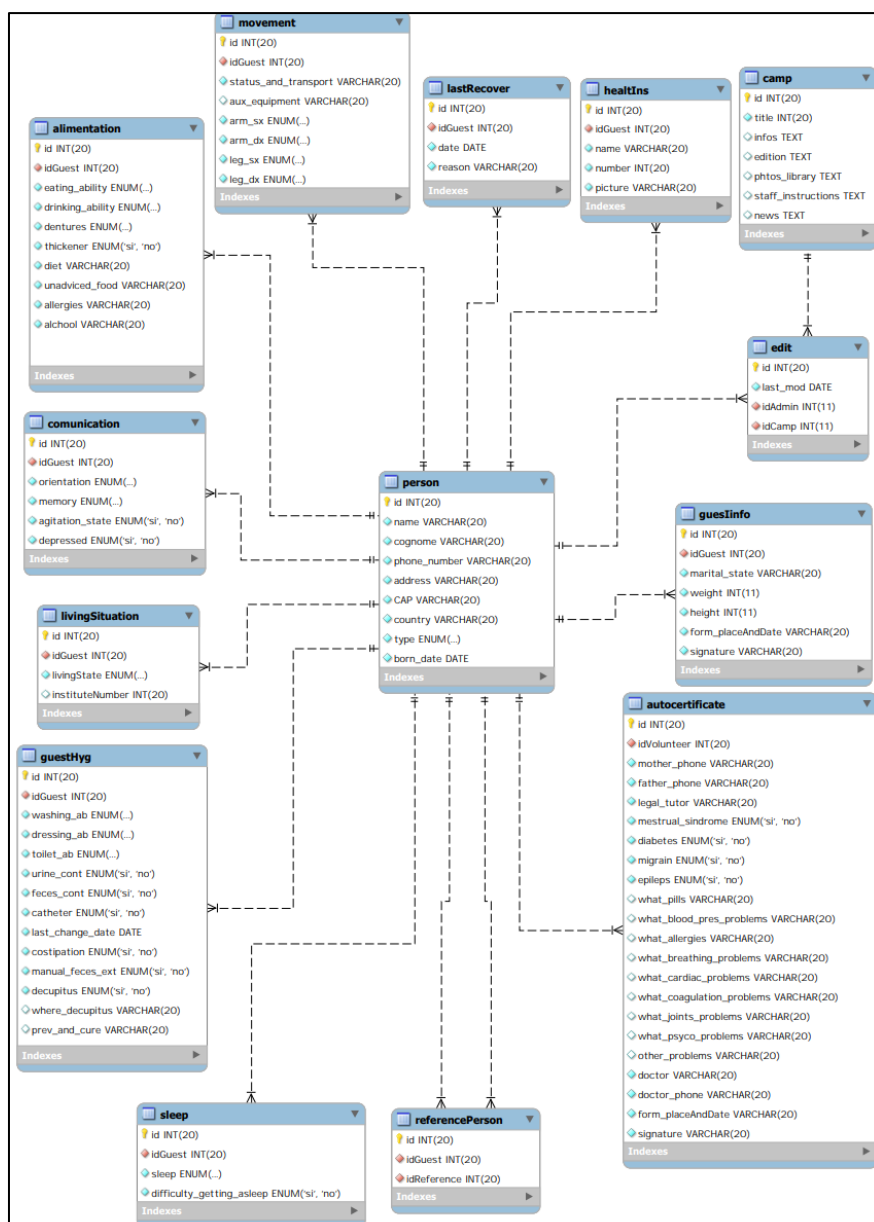 movement
id INT(20)
idGuest INT(20)
status_and_transport VARCHAR(20)
aux_equipment VARCHAR(20)
arm_sx ENUM(...)
arm_dx ENUM(...)
leg_sx ENUM(...)
leg_dx ENUM(...)
Indexes
lastRecover
id INT(20)
idGuest INT(20)
date DATE
reason VARCHAR(20)
Indexes
healtIns
id INT(20)
idGuest INT(20)
name VARCHAR(20)
number INT(20)
picture VARCHAR(20)
Indexes
camp
id INT(20)
title INT(20)
infos TEXT
edition TEXT
phtos_library TEXT
staff_instructions TEXT
news TEXT
Indexes
alimentation
id INT(20)
idGuest INT(20)
eating_ability ENUM(...)
drinking_ability ENUM(...)
dentures ENUM(...)
thickener ENUM('si', 'no')
diet VARCHAR(20)
unadviced_food VARCHAR(20)
allergies VARCHAR(20)
alchool VARCHAR(20)
Indexes
edit
id INT(20)
last_mod DATE
idAdmin INT(11)
idCamp INT(11)
Indexes
comunication
id INT(20)
idGuest INT(20)
orientation ENUM(...)
memory ENUM(...)
agitation_state ENUM('si', 'no')
depressed ENUM('si', 'no')
Indexes
person
id INT(20)
name VARCHAR(20)
cognome VARCHAR(20)
phone_number VARCHAR(20)
address VARCHAR(20)
CAP VARCHAR(20)
country VARCHAR(20)
type ENUM(...)
born_date DATE
Indexes
guesIinfo
id INT(20)
idGuest INT(20)
marital_state VARCHAR(20)
weight INT(11)
height INT(11)
form_placeAndDate VARCHAR(20)
signature VARCHAR(20)
Indexes
livingSituation
id INT(20)
idGuest INT(20)
livingState ENUM(...)
instituteNumber INT(20)
Indexes
guestHyg
id INT(20)
idGuest INT(20)
washing_ab ENUM(...)
dressing_ab ENUM(...)
toilet_ab ENUM(...)
urine_cont ENUM('si', 'no')
feces_cont ENUM('si', 'no')
catheter ENUM('si', 'no')
last_change_date DATE
costipation ENUM('si', 'no')
manual_feces_ext ENUM('si', 'no')
decupitus ENUM('si', 'no')
where_decupitus VARCHAR(20)
prev_and_cure VARCHAR(20)
Indexes
autocertificate
id INT(20)
idVolunteer INT(20)
mother_phone VARCHAR(20)
father_phone VARCHAR(20)
legal_tutor VARCHAR(20)
mestrual_sindrome ENUM('si', 'no')
diabetes ENUM('si', 'no')
migrain ENUM('si', 'no')
epileps ENUM('si', 'no')
what_pills VARCHAR(20)
what_blood_pres_problems VARCHAR(20)
what_allergies VARCHAR(20)
what_breathing_problems VARCHAR(20)
what_cardiac_problems VARCHAR(20)
what_coagulation_problems VARCHAR(20)
what_joints_problems VARCHAR(20)
what_psyco_problems VARCHAR(20)
other_problems VARCHAR(20)
doctor VARCHAR(20)
doctor_phone VARCHAR(20)
form_placeAndDate VARCHAR(20)
signature VARCHAR(20)
Indexes
sleep
id INT(20)
idGuest INT(20)
sleep ENUM(...)
difficulty_getting_asleep ENUM('si', 'no')
Indexes
referencePerson
id INT(20)
idGuest INT(20)
idReference INT(20)
Indexes